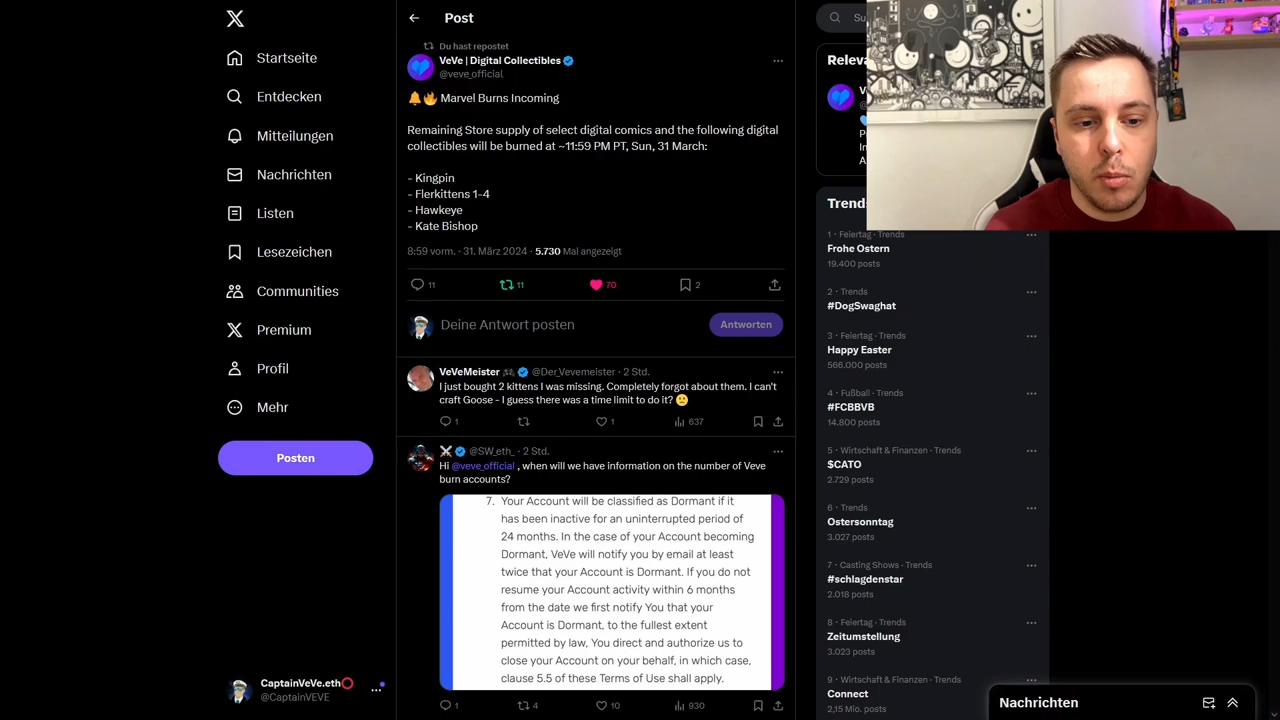 Startseite
Entdecken
Mitteilungen
Nachrichten
Listen
Lesezeichen
Communities
Premium
Profil
Mehr
Posten
CaptainVeVe.eth⭕
@CaptainVEVE
Post
Du hast repostet
VeVe | Digital Collectibles
@veve_official
🔔🔥 Marvel Burns Incoming
Remaining Store supply of select digital comics and the following digital
collectibles will be burned at ~11:59 PM PT, Sun, 31 March:
- Kingpin
- Flerkittens 1-4
- Hawkeye
- Kate Bishop
8:59 vorm. · 31. März 2024 · 5.730 Mal angezeigt
11
11
70
2
Deine Antwort posten
Antworten
VeVeMeister 🎮 @Der_Vevemeister · 2 Std.
I just bought 2 kittens I was missing. Completely forgot about them. I can't
craft Goose - I guess there was a time limit to do it? 🙁
1
1
637
@SW_eth_ · 2 Std.
Hi @veve_official , when will we have information on the number of Veve
burn accounts?
7. Your Account will be classified as Dormant if it
has been inactive for an uninterrupted period of
24 months. In the case of your Account becoming
Dormant, VeVe will notify you by email at least
twice that your Account is Dormant. If you do not
resume your Account activity within 6 months
from the date we first notify You that your
Account is Dormant, to the fullest extent
permitted by law, You direct and authorize us to
close your Account on your behalf, in which case,
clause 5.5 of these Terms of Use shall apply.
1
4
10
930
Su
Releva
V
@
P
In
A
Trends
1 · Feiertag · Trends
Frohe Ostern
19.400 posts
2 · Trends
#DogSwaghat
3 · Feiertag · Trends
Happy Easter
566.000 posts
4 · Fußball · Trends
#FCBBVB
14.800 posts
5 · Wirtschaft & Finanzen · Trends
$CATO
2.729 posts
6 · Trends
Ostersonntag
3.027 posts
7 · Casting Shows · Trends
#schlagdenstar
2.018 posts
8 · Feiertag · Trends
Zeitumstellung
3.023 posts
9 · Wirtschaft & Finanzen · Trends
Connect
2,15 Mio. posts
Nachrichten